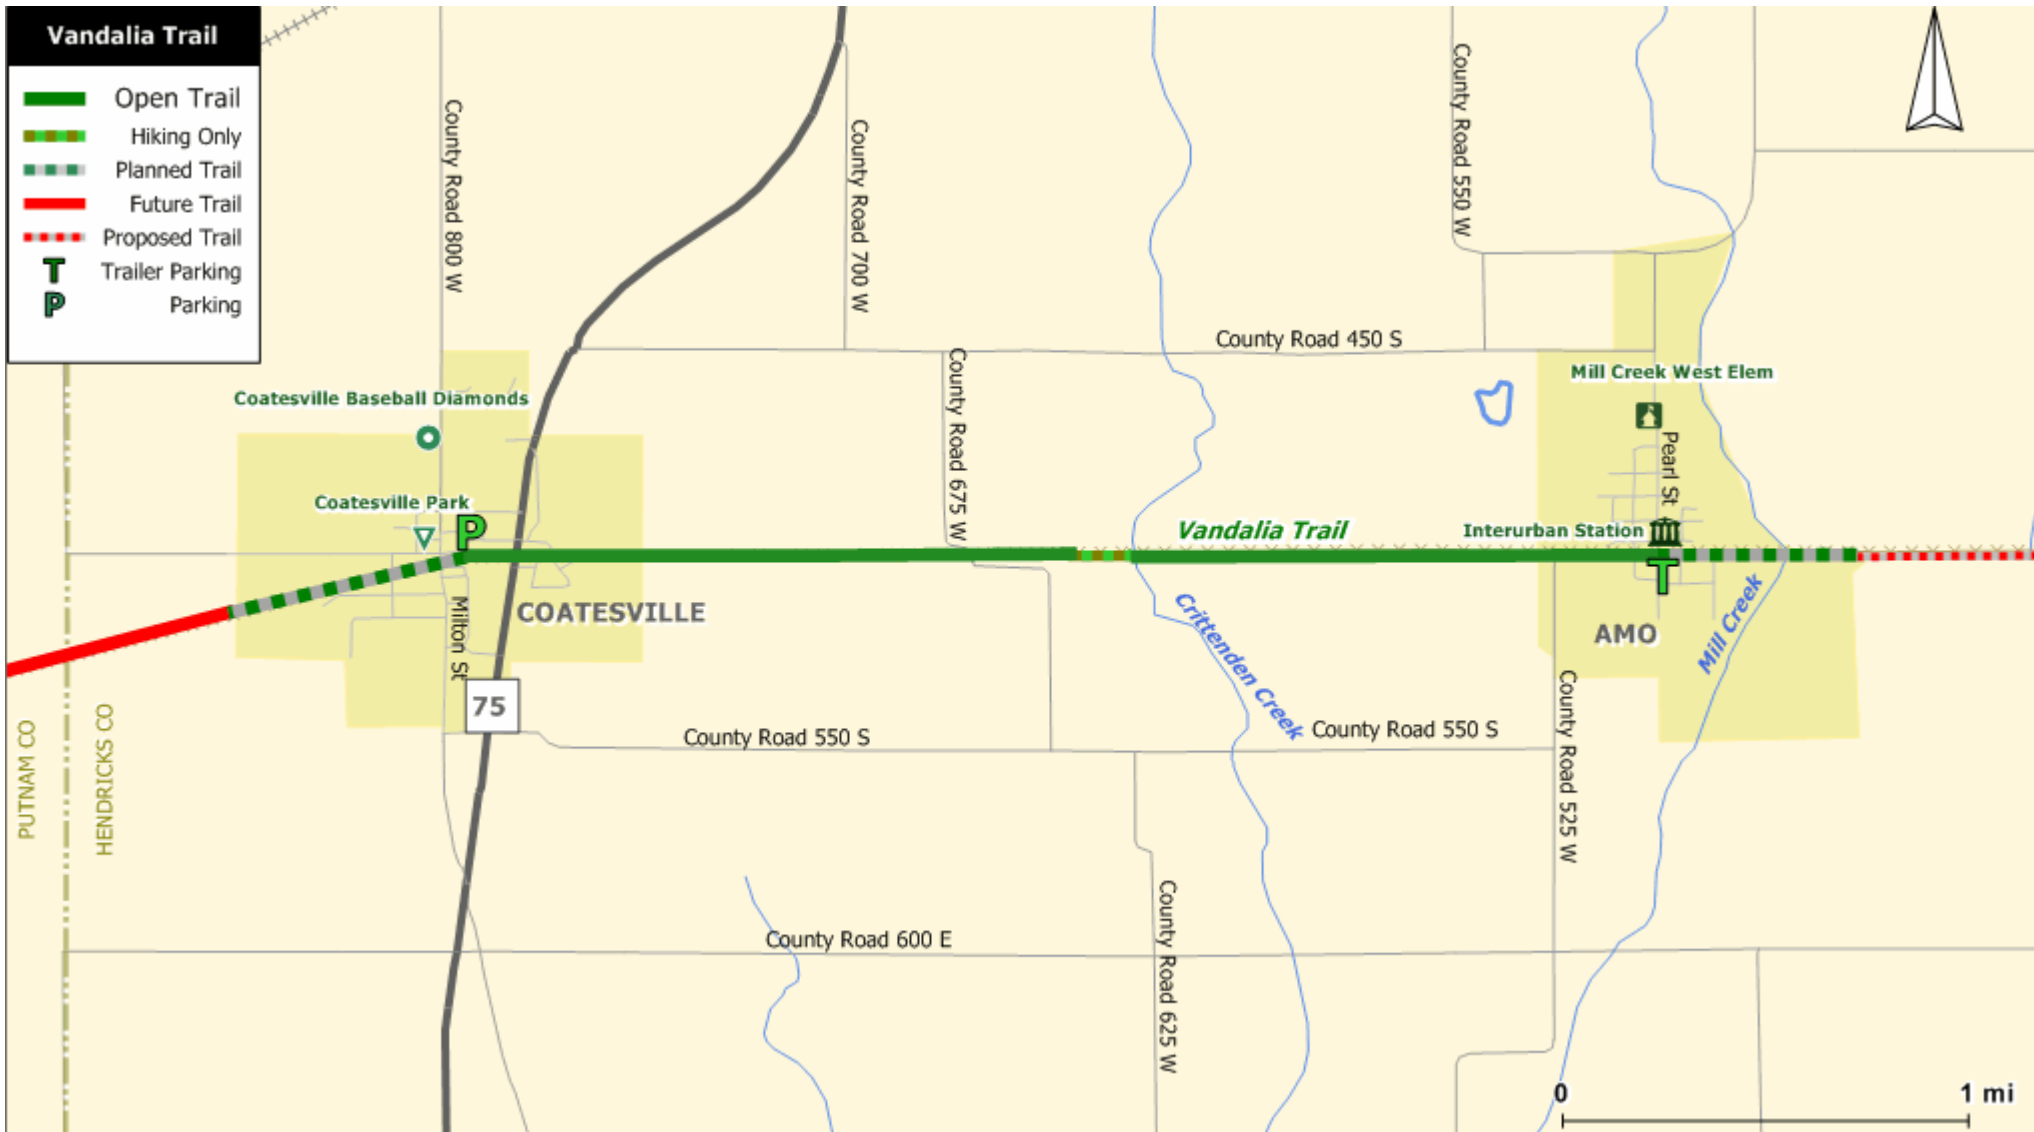 Vandalia Trail
Open Trail
Hiking Only
Planned Trail
Future Trail
Proposed Trail
T Trailer Parking
P Parking
County Road 800 W
County Road 700 W
County Road 550 W
County Road 450 S
County Road 675 W
Mill Creek West Elem
Coatesville Baseball Diamonds
Pearl St
Coatesville Park
P
Vandalia Trail
Interurban Station
T
COATESVILLE
Milton St
AMO
Crittenden Creek
Mill Creek
75
County Road 550 S
County Road 550 S
County Road 525 W
PUTNAM CO
HENDRICKS CO
County Road 600 E
County Road 625 W
0 1 mi